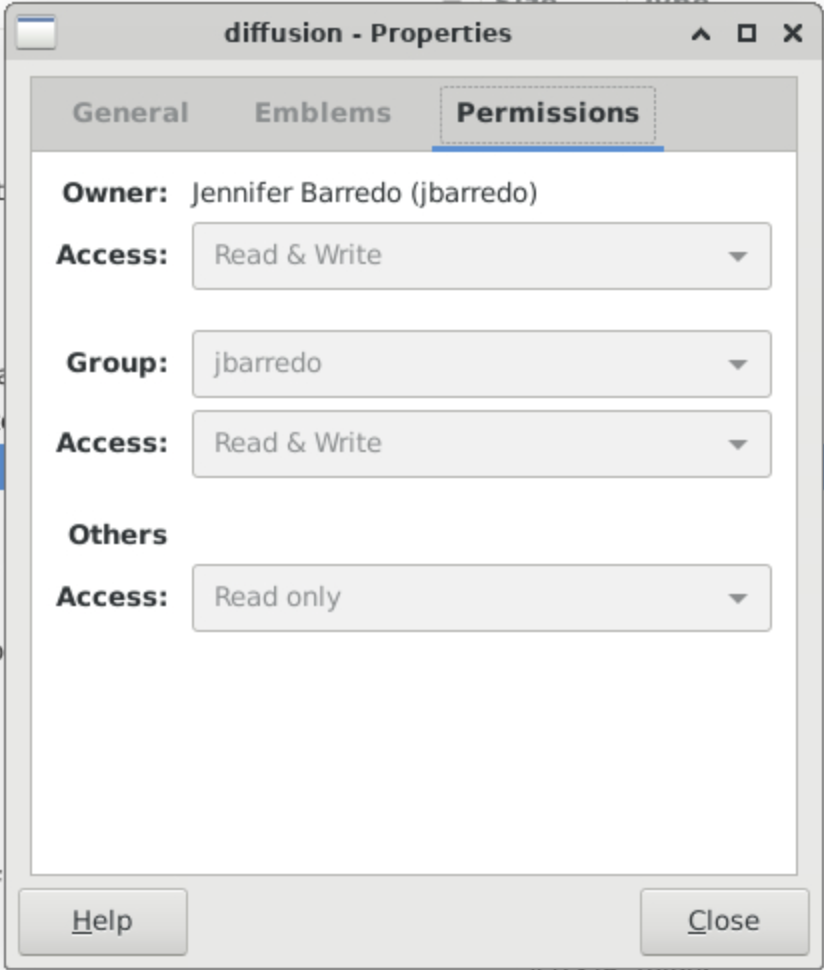 diffusion - Properties
General Emblems Permissions
Owner: Jennifer Barredo (jbarredo)
Access: Read & Write
Group: jbarredo
Access: Read & Write
Others
Access: Read only
Help Close